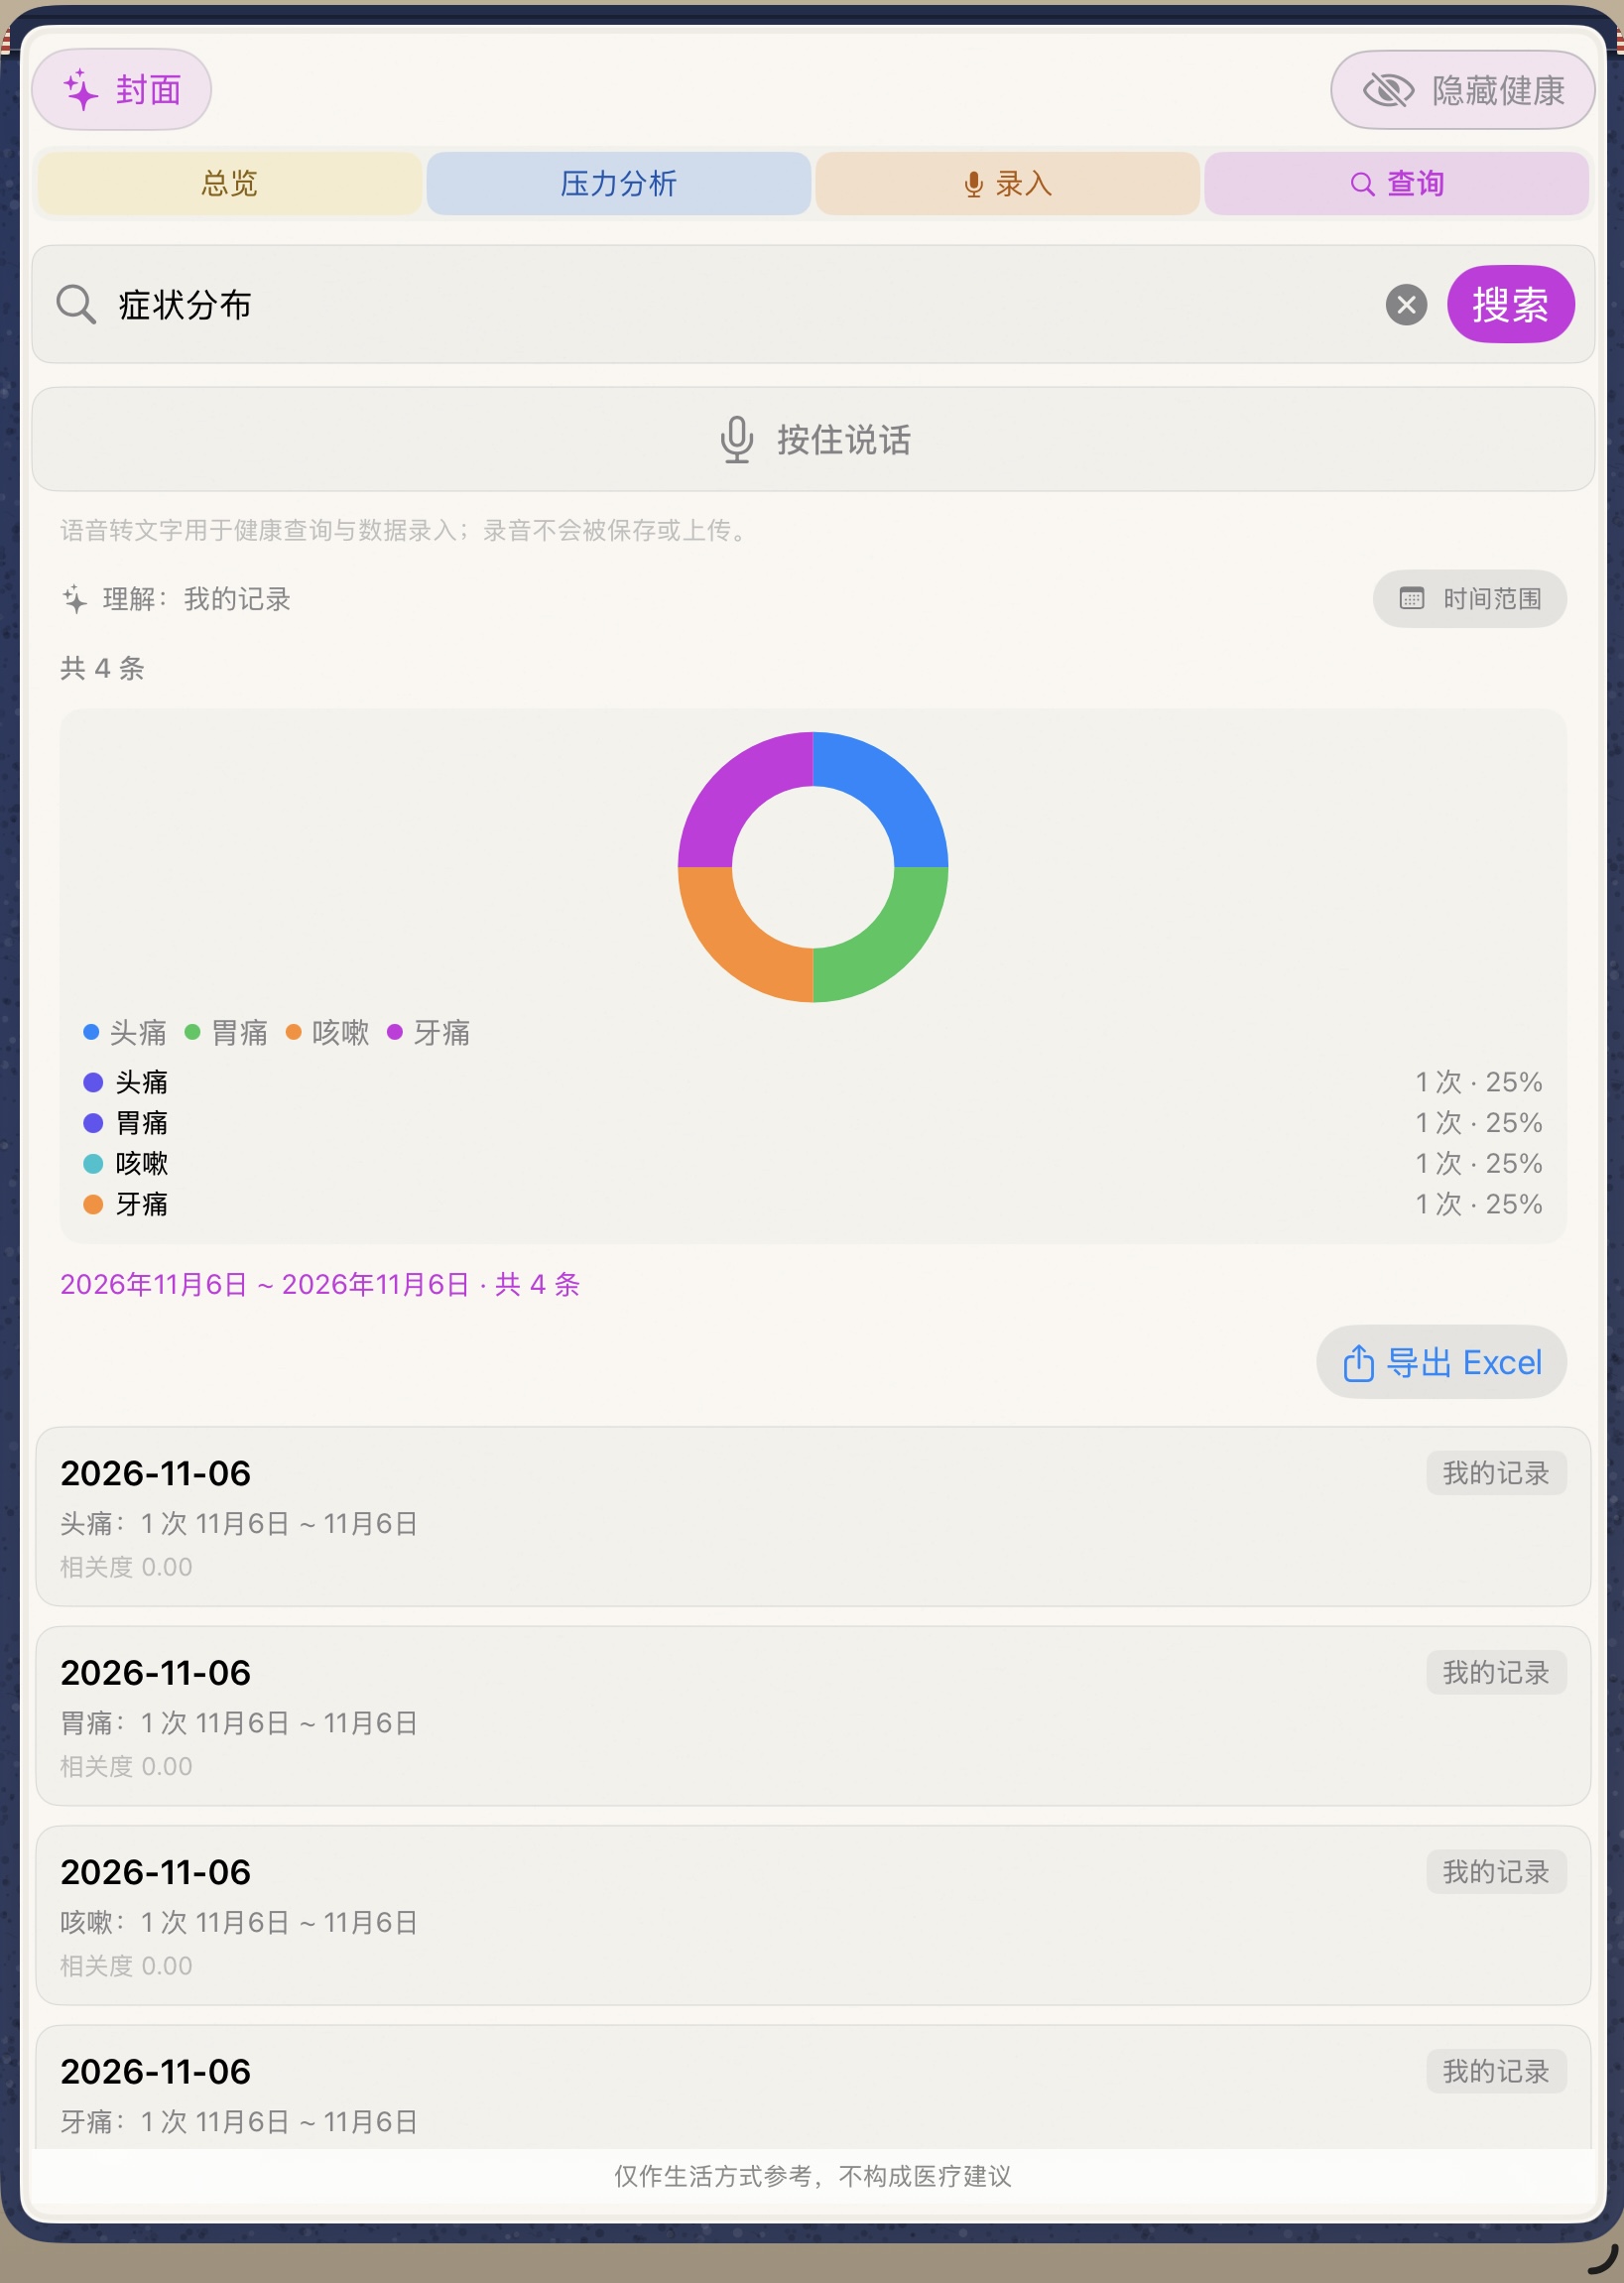 封面
隐藏健康
总览 压力分析 录入 查询
症状分布
搜索
按住说话
语音转文字用于健康查询与数据录入；录音不会被保存或上传。
理解：我的记录
时间范围
共 4 条
头痛 胃痛 咳嗽 牙痛
头痛 1 次 · 25%
胃痛 1 次 · 25%
咳嗽 1 次 · 25%
牙痛 1 次 · 25%
2026年11月6日 ~ 2026年11月6日 · 共 4 条
导出 Excel
2026-11-06 我的记录
头痛：1 次 11月6日 ~ 11月6日
相关度 0.00
2026-11-06 我的记录
胃痛：1 次 11月6日 ~ 11月6日
相关度 0.00
2026-11-06 我的记录
咳嗽：1 次 11月6日 ~ 11月6日
相关度 0.00
2026-11-06 我的记录
牙痛：1 次 11月6日 ~ 11月6日
仅作生活方式参考，不构成医疗建议